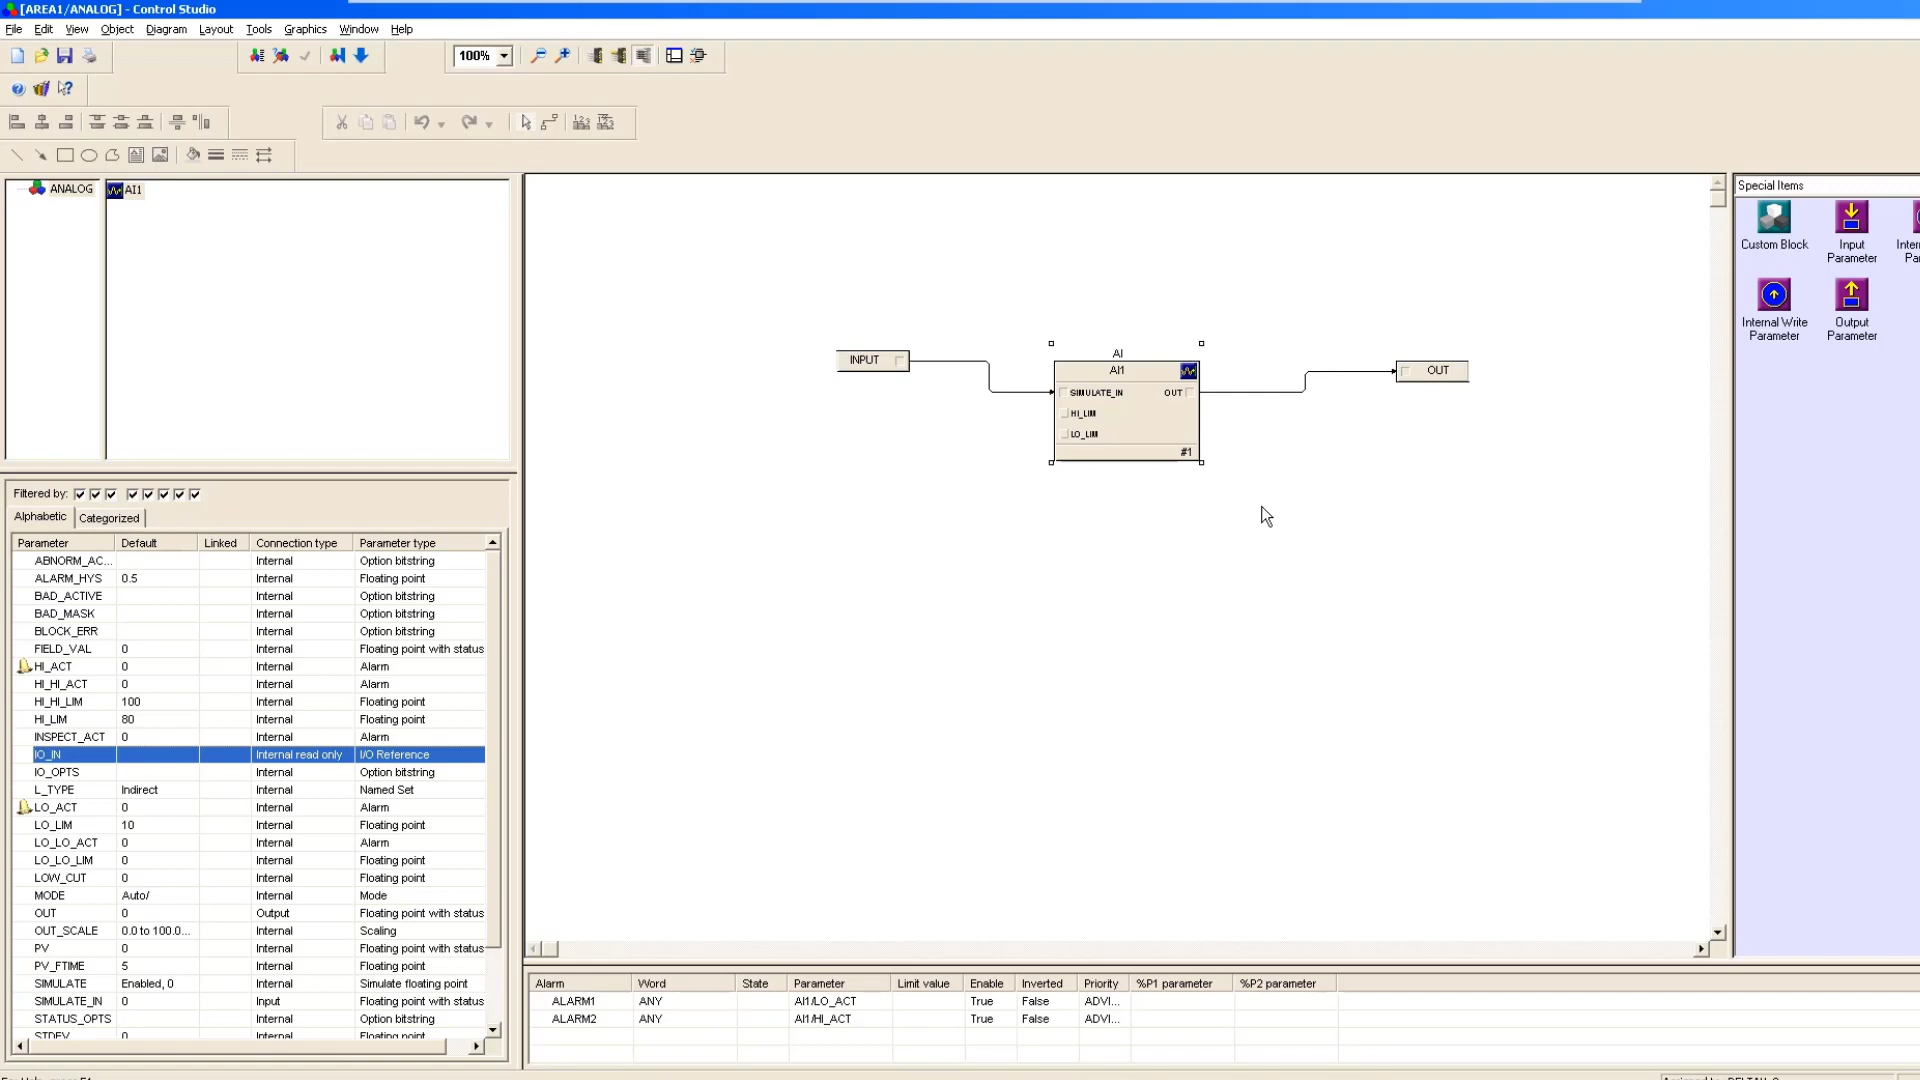 [AREA1/ANALOG] - Control Studio
File Edit View Object Diagram Layout Tools Graphics Window Help
100%
ANALOG
AI1
Special Items
Custom Block
Input Parameter
Internal Write Parameter
Output Parameter
INPUT
AI
AI1
SIMULATE_IN OUT
HI_LIM
LO_LIM
#1
OUT
Filtered by:
Alphabetic Categorized
Parameter Default Linked Connection type Parameter type
ABNORM_AC... Internal Option bitstring
ALARM_HYS 0.5 Internal Floating point
BAD_ACTIVE Internal Option bitstring
BAD_MASK Internal Option bitstring
BLOCK_ERR Internal Option bitstring
FIELD_VAL 0 Internal Floating point with status
HI_ACT 0 Internal Alarm
HI_HI_ACT 0 Internal Alarm
HI_HI_LIM 100 Internal Floating point
HI_LIM 80 Internal Floating point
INSPECT_ACT 0 Internal Alarm
IO_IN Internal read only I/O Reference
IO_OPTS Internal Option bitstring
L_TYPE Indirect Internal Named Set
LO_ACT 0 Internal Alarm
LO_LIM 10 Internal Floating point
LO_LO_ACT 0 Internal Alarm
LO_LO_LIM 0 Internal Floating point
LOW_CUT 0 Internal Floating point
MODE Auto/ Internal Mode
OUT 0 Output Floating point with status
OUT_SCALE 0.0 to 100.0... Internal Scaling
PV 0 Internal Floating point with status
PV_FTIME 5 Internal Floating point
SIMULATE Enabled, 0 Internal Simulate floating point
SIMULATE_IN 0 Input Floating point with status
STATUS_OPTS Internal Option bitstring
STDEV 0 Internal Floating point
Alarm Word State Parameter Limit value Enable Inverted Priority %P1 parameter %P2 parameter
ALARM1 ANY AI1/LO_ACT True False ADVI...
ALARM2 ANY AI1/HI_ACT True False ADVI...